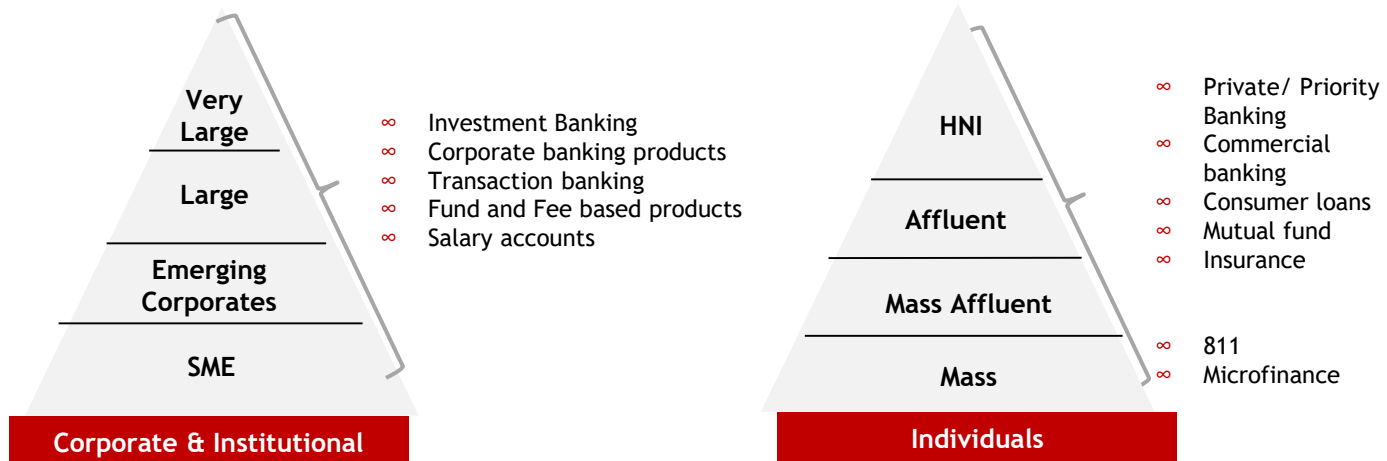 Very
Large
Large
Emerging
Corporates
SME
Corporate & Institutional
∞ Investment Banking
∞ Corporate banking products
∞ Transaction banking
∞ Fund and Fee based products
∞ Salary accounts
HNI
Affluent
Mass Affluent
Mass
Individuals
∞ Private/ Priority
Banking
∞ Commercial
banking
∞ Consumer loans
∞ Mutual fund
∞ Insurance
∞ 811
∞ Microfinance